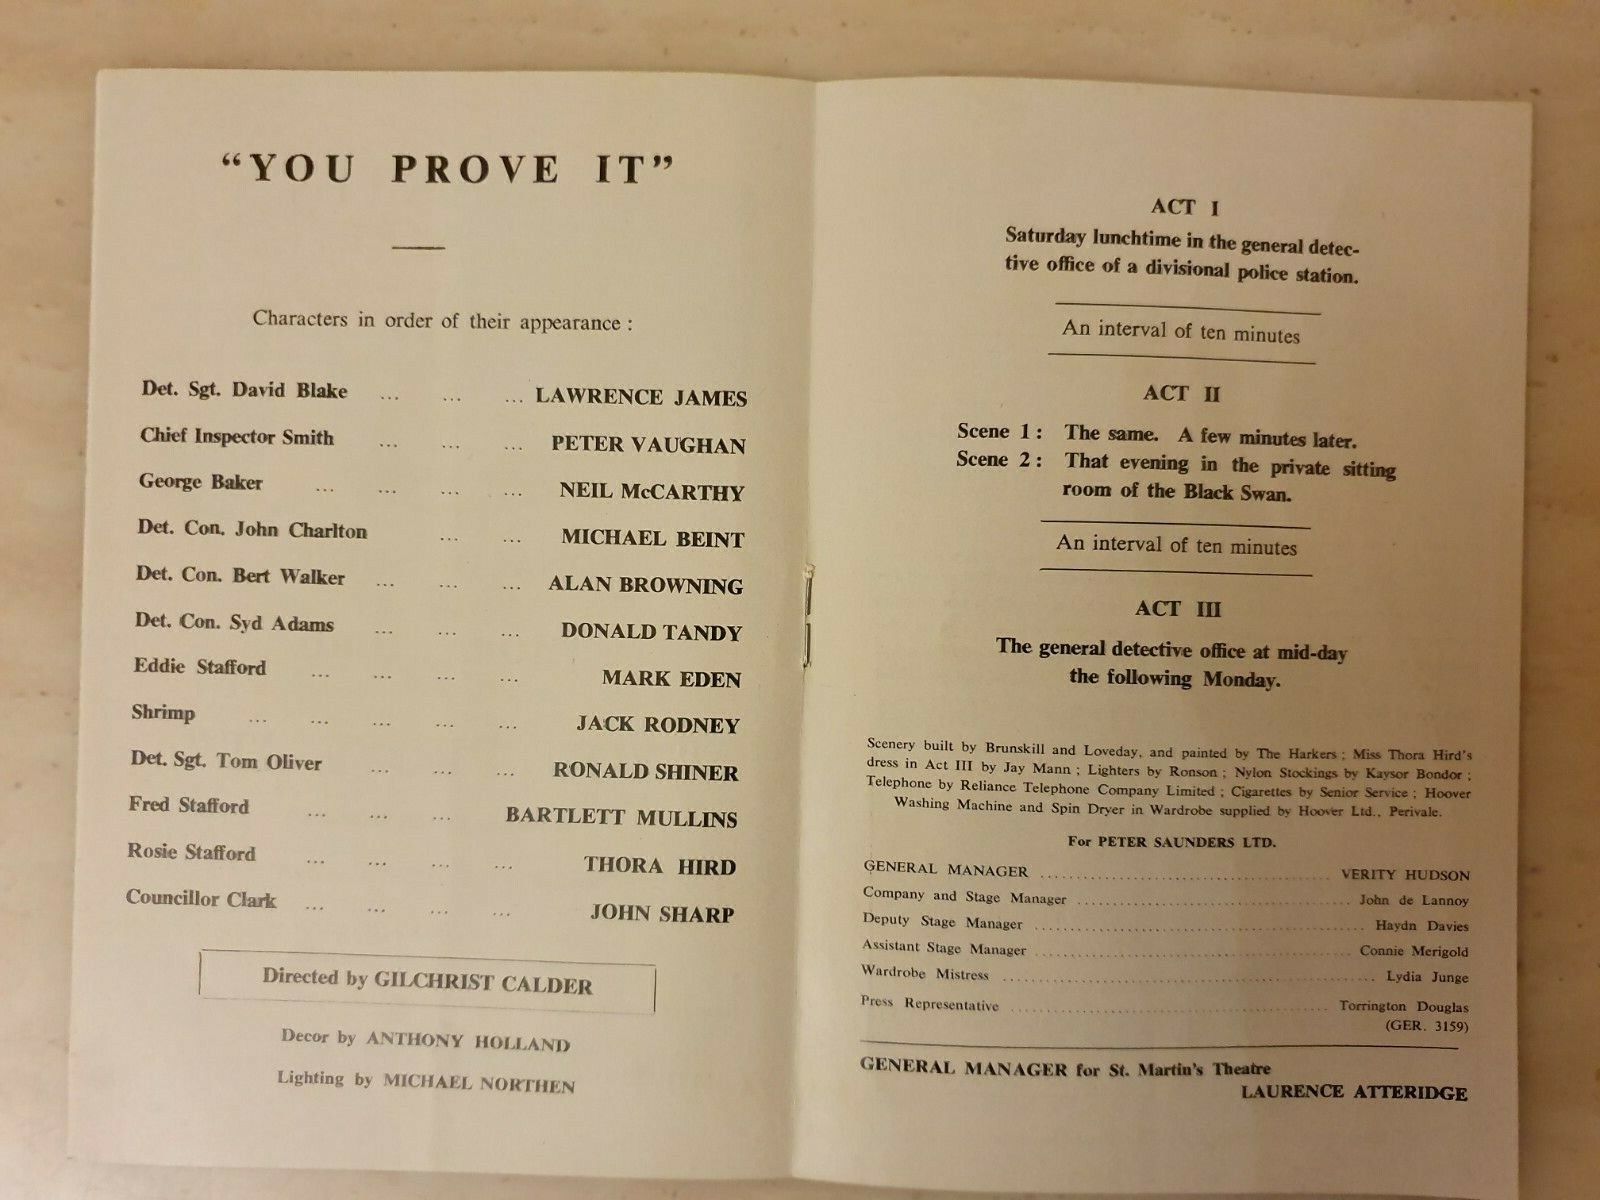 “YOU PROVE IT”
Characters in order of their appearance :
Det. Sgt. David Blake ... ... ... LAWRENCE JAMES
Chief Inspector Smith ... ... ... PETER VAUGHAN
George Baker ... ... ... ... NEIL McCARTHY
Det. Con. John Charlton ... ... MICHAEL BEINT
Det. Con. Bert Walker ... ... ... ALAN BROWNING
Det. Con. Syd Adams ... ... ... DONALD TANDY
Eddie Stafford ... ... ... ... MARK EDEN
Shrimp ... ... ... ... ... JACK RODNEY
Det. Sgt. Tom Oliver ... ... ... RONALD SHINER
Fred Stafford ... ... ... BARTLETT MULLINS
Rosie Stafford ... ... ... ... THORA HIRD
Councillor Clark ... ... ... ... JOHN SHARP
Directed by GILCHRIST CALDER
Decor by ANTHONY HOLLAND
Lighting by MICHAEL NORTHEN
ACT I
Saturday lunchtime in the general detec-
tive office of a divisional police station.
An interval of ten minutes
ACT II
Scene 1 : The same. A few minutes later.
Scene 2 : That evening in the private sitting
room of the Black Swan.
An interval of ten minutes
ACT III
The general detective office at mid-day
the following Monday.
Scenery built by Brunskill and Loveday, and painted by The Harkers ; Miss Thora Hird's
dress in Act III by Jay Mann ; Lighters by Ronson ; Nylon Stockings by Kaysor Bondor ;
Telephone by Reliance Telephone Company Limited ; Cigarettes by Senior Service ; Hoover
Washing Machine and Spin Dryer in Wardrobe supplied by Hoover Ltd., Perivale.
For PETER SAUNDERS LTD.
GENERAL MANAGER ........................................ VERITY HUDSON
Company and Stage Manager ........................................ John de Lannoy
Deputy Stage Manager ........................................ Haydn Davies
Assistant Stage Manager ........................................ Connie Merigold
Wardrobe Mistress ........................................ Lydia Junge
Press Representative ........................................ Torrington Douglas
(GER. 3159)
GENERAL MANAGER for St. Martin's Theatre
LAURENCE ATTERIDGE